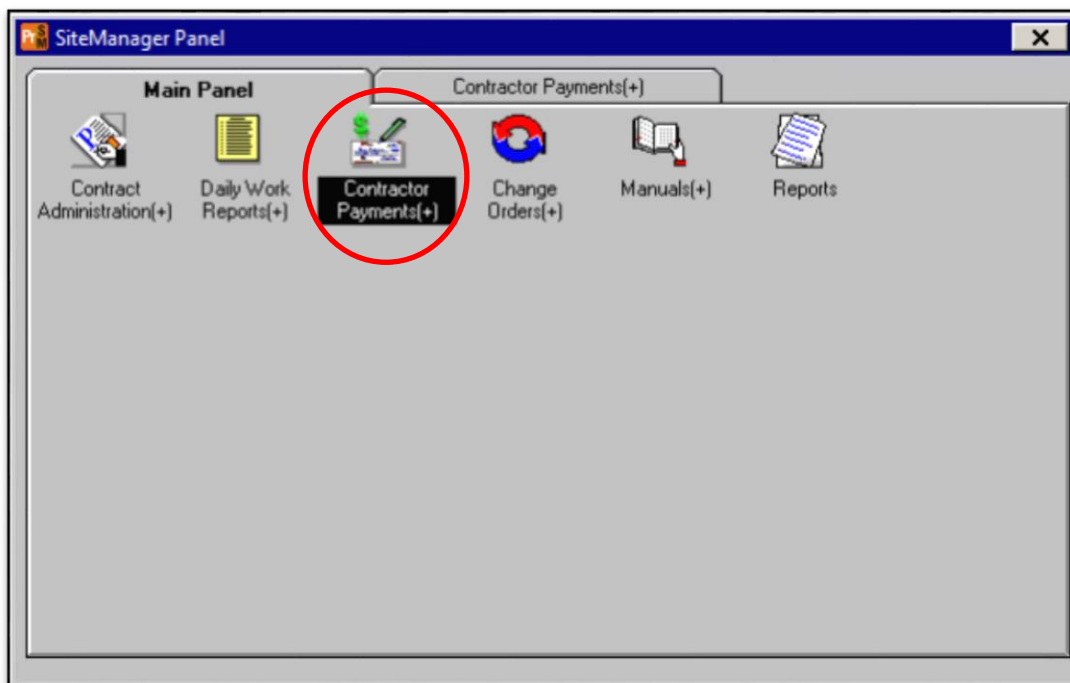 SiteManager Panel
Main Panel
Contractor Payments(+)
Contract
Administration(+)
Daily Work
Reports(+)
Contractor
Payments(+)
Change
Orders(+)
Manuals(+)
Reports